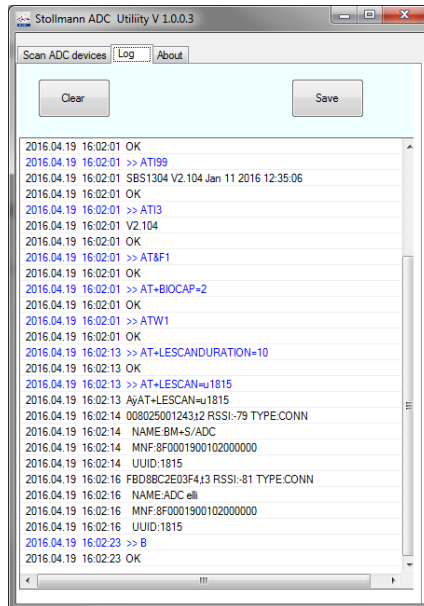 Stollmann ADC Utiliity V 1.0.0.3
Scan ADC devices Log About
Clear Save
2016.04.19 16:02:01 OK
2016.04.19 16:02:01 >> ATI99
2016.04.19 16:02:01 SBS1304 V2.104 Jan 11 2016 12:35:06
2016.04.19 16:02:01 OK
2016.04.19 16:02:01 >> ATI3
2016.04.19 16:02:01 V2.104
2016.04.19 16:02:01 OK
2016.04.19 16:02:01 >> AT&F1
2016.04.19 16:02:01 OK
2016.04.19 16:02:01 >> AT+BIOCAP=2
2016.04.19 16:02:01 OK
2016.04.19 16:02:01 >> ATW1
2016.04.19 16:02:01 OK
2016.04.19 16:02:13 >> AT+LESCANDURATION=10
2016.04.19 16:02:13 OK
2016.04.19 16:02:13 >> AT+LESCAN=u1815
2016.04.19 16:02:13 AÿAT+LESCAN=u1815
2016.04.19 16:02:14 008025001243,t2 RSSI:-79 TYPE:CONN
2016.04.19 16:02:14 NAME:BM+S/ADC
2016.04.19 16:02:14 MNF:8F0001900102000000
2016.04.19 16:02:14 UUID:1815
2016.04.19 16:02:16 FBD8BC2E03F4,t3 RSSI:-81 TYPE:CONN
2016.04.19 16:02:16 NAME:ADC elli
2016.04.19 16:02:16 MNF:8F0001900102000000
2016.04.19 16:02:16 UUID:1815
2016.04.19 16:02:23 >> B
2016.04.19 16:02:23 OK